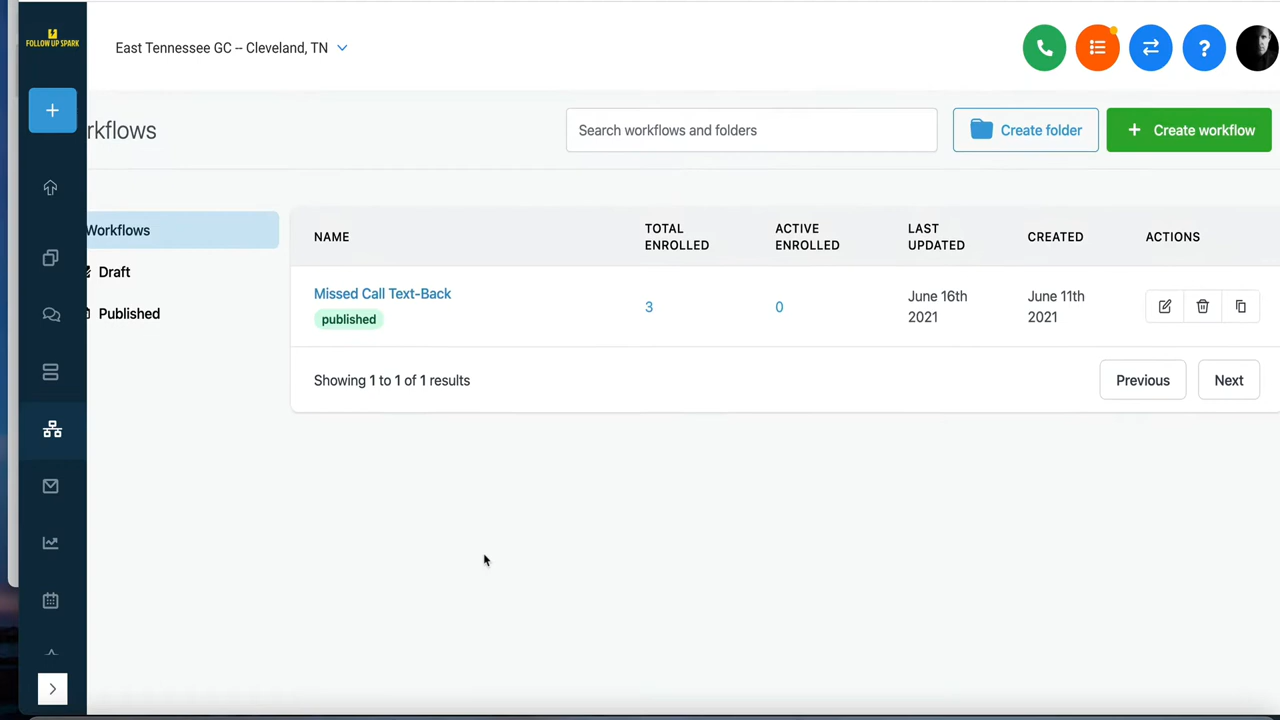 FOLLOW UP SPARK
East Tennessee GC -- Cleveland, TN
?
+
rkflows
Search workflows and folders
Create folder
+ Create workflow
Workflows
Draft
Published
NAME
TOTAL ENROLLED
ACTIVE ENROLLED
LAST UPDATED
CREATED
ACTIONS
Missed Call Text-Back
published
3
0
June 16th 2021
June 11th 2021
Showing 1 to 1 of 1 results
Previous
Next